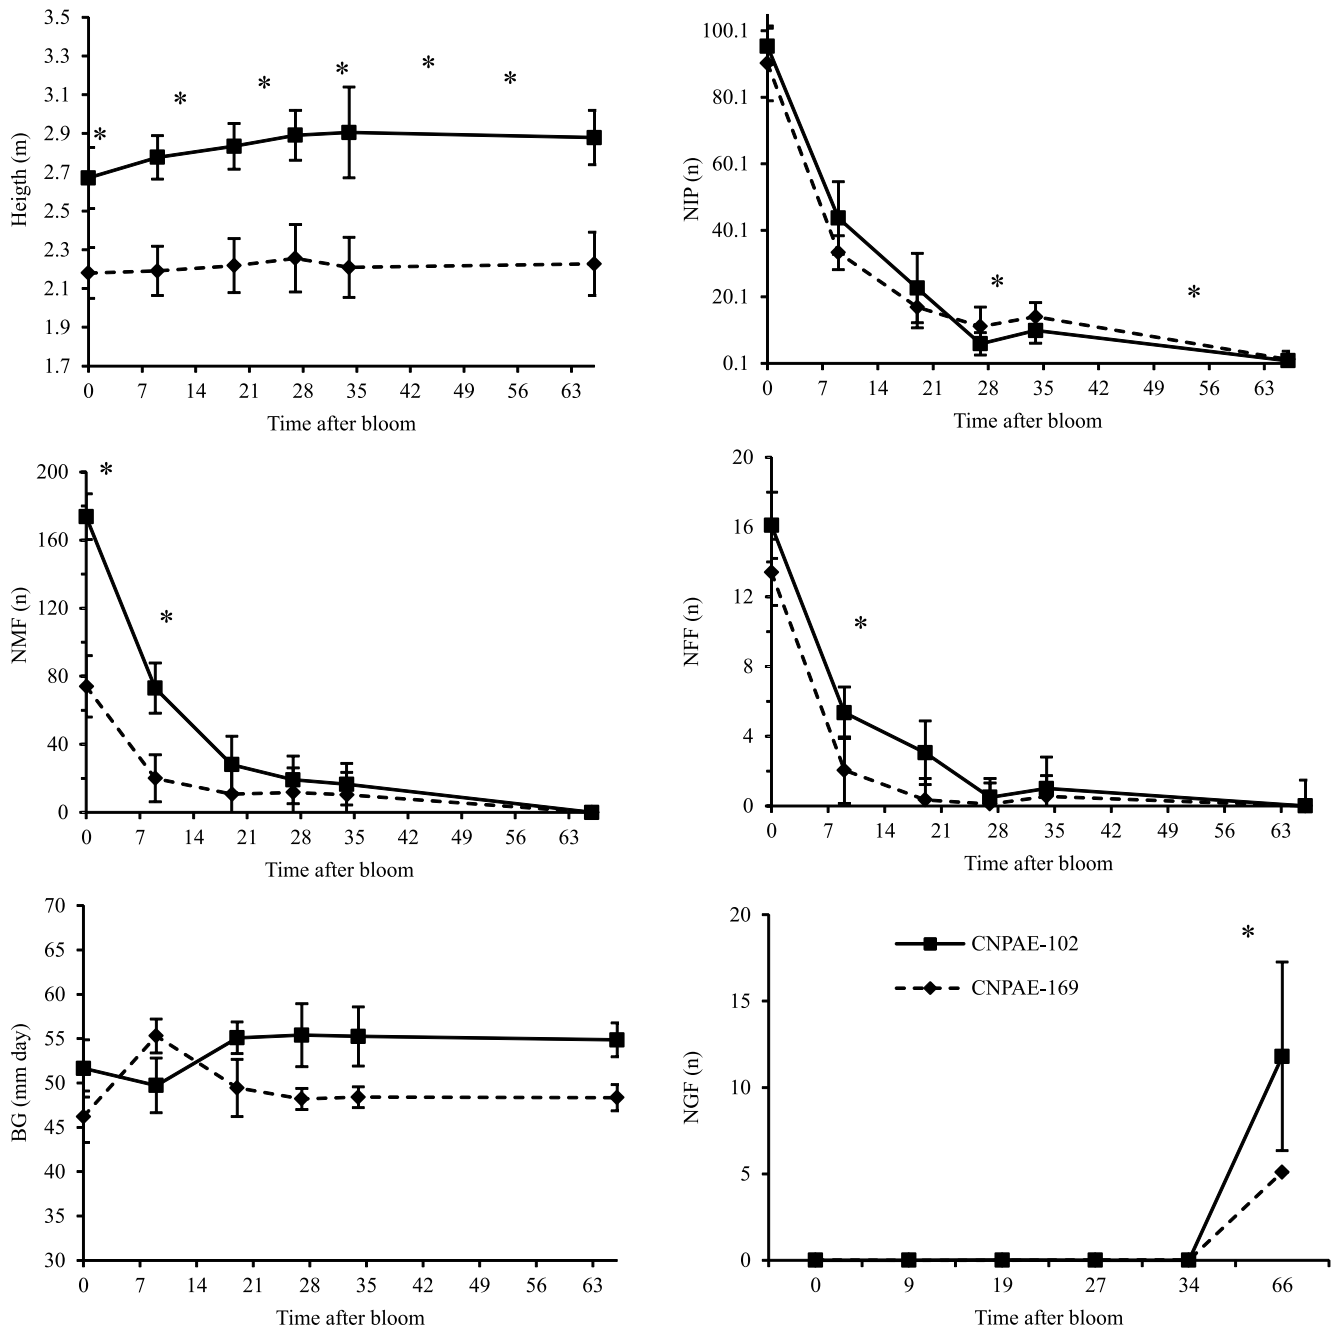 3.5
3.3
3.1
2.9
2.7
2.5
2.3
2.1
1.9
1.7
Heigth (m)
* * * * * *
0 7 14 21 28 35 42 49 56 63
Time after bloom
100.1
80.1
60.1
40.1
20.1
0.1
NIP (n)
* *
0 7 14 21 28 35 42 49 56 63
Time after bloom
200
160
120
80
40
0
NMF (n)
* *
0 7 14 21 28 35 42 49 56 63
Time after bloom
20
16
12
8
4
0
NFF (n)
*
0 7 14 21 28 35 42 49 56 63
Time after bloom
70
65
60
55
50
45
40
35
30
BG (mm day)
0 7 14 21 28 35 42 49 56 63
Time after bloom
20
15
10
5
0
NGF (n)
CNPAE-102
CNPAE-169
*
0 9 19 27 34 66
Time after bloom